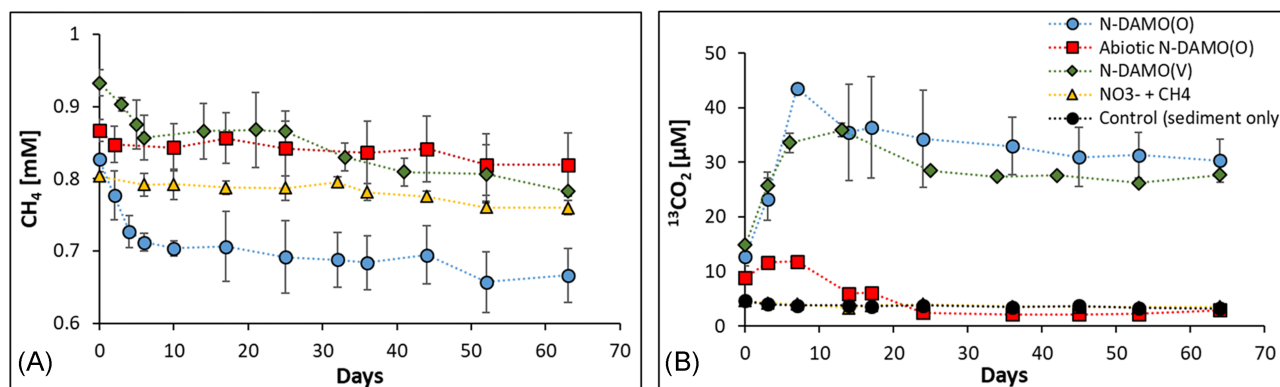 1
0.9
0.8
0.7
0.6
CH₄ [mM]
0 10 20 30 40 50 60 70
Days
(A)
50
40
30
20
10
0
¹³CO₂ [µM]
0 10 20 30 40 50 60 70
Days
(B)
N-DAMO(O)
Abiotic N-DAMO(O)
N-DAMO(V)
NO3- + CH4
Control (sediment only)